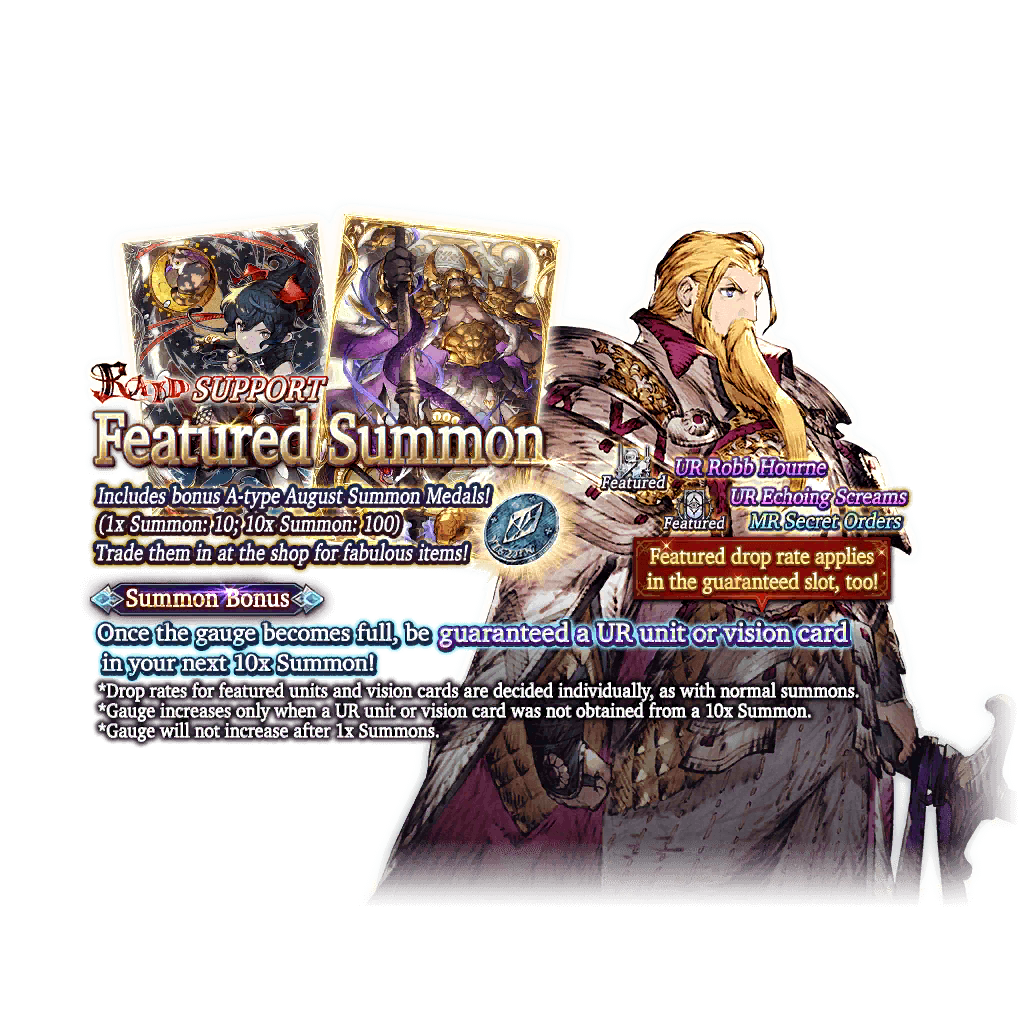 RAID SUPPORT
Featured Summon
Includes bonus A-type August Summon Medals!
(1x Summon: 10; 10x Summon: 100)
Trade them in at the shop for fabulous items!
Featured
UR Robb Hourne
Featured
UR Echoing Screams
MR Secret Orders
Featured drop rate applies
in the guaranteed slot, too!
Summon Bonus
Once the gauge becomes full, be guaranteed a UR unit or vision card
in your next 10x Summon!
*Drop rates for featured units and vision cards are decided individually, as with normal summons.
*Gauge increases only when a UR unit or vision card was not obtained from a 10x Summon.
*Gauge will not increase after 1x Summons.